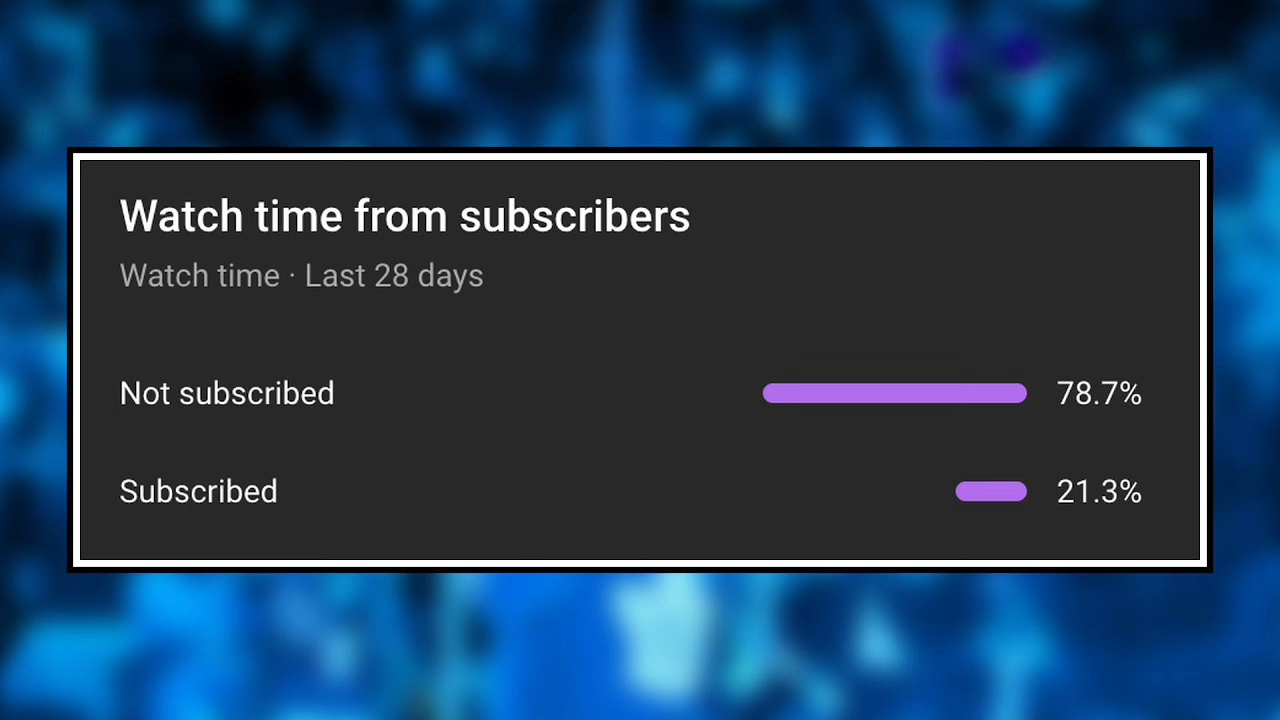 Watch time from subscribers
Watch time · Last 28 days
Not subscribed 78.7%
Subscribed 21.3%